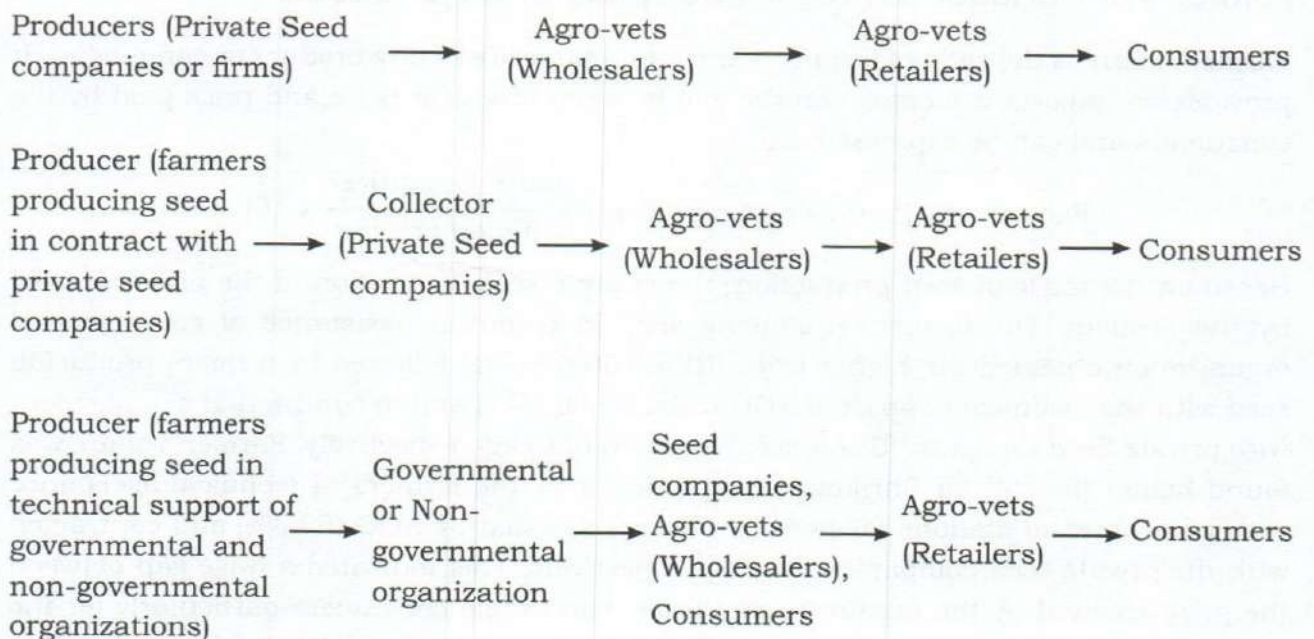 Producers (Private Seed
companies or firms)
Agro-vets
(Wholesalers)
Agro-vets
(Retailers)
Consumers
Producer (farmers
producing seed
in contract with
private seed
companies)
Collector
(Private Seed
companies)
Agro-vets
(Wholesalers)
Agro-vets
(Retailers)
Consumers
Producer (farmers
producing seed in
technical support of
governmental and
non-governmental
organizations)
Governmental
or Non-
governmental
organization
Seed
companies,
Agro-vets
(Wholesalers),
Consumers
Agro-vets
(Retailers)
Consumers